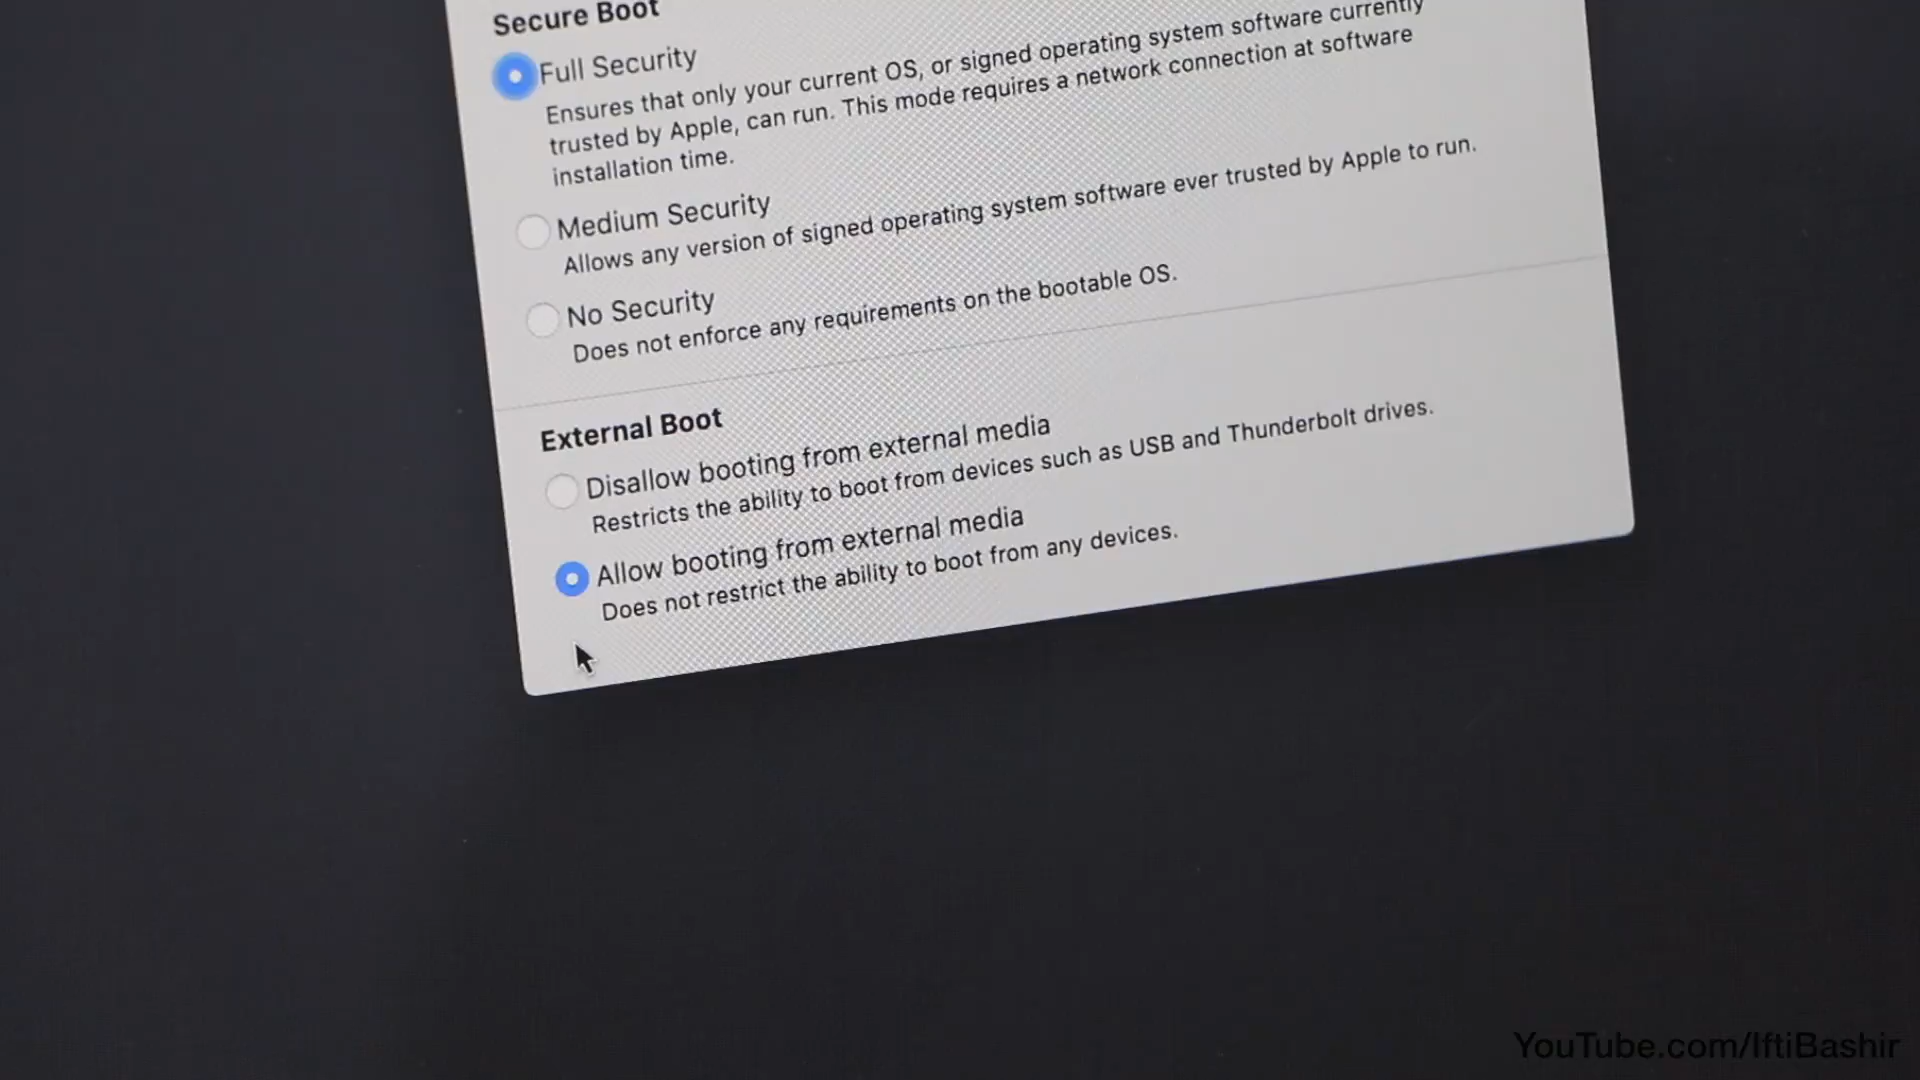 Secure Boot
Full Security
Ensures that only your current OS, or signed operating system software currently
trusted by Apple, can run. This mode requires a network connection at software
installation time.
Medium Security
Allows any version of signed operating system software ever trusted by Apple to run.
No Security
Does not enforce any requirements on the bootable OS.
External Boot
Disallow booting from external media
Restricts the ability to boot from devices such as USB and Thunderbolt drives.
Allow booting from external media
Does not restrict the ability to boot from any devices.
YouTube.com/IftiBashir